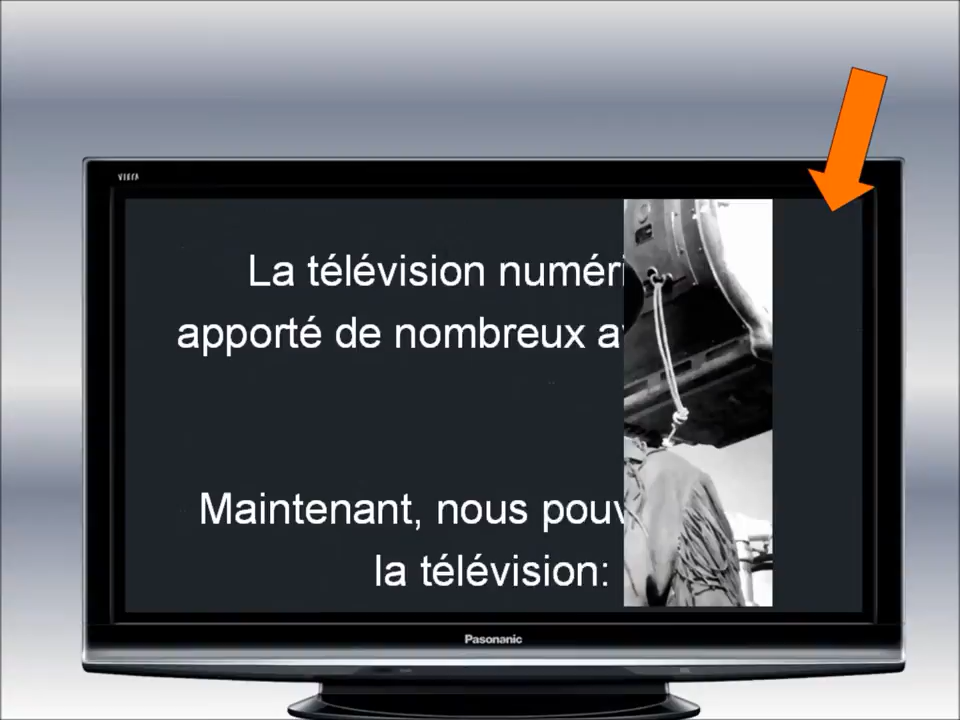 VIERA
La télévision numéri
apporté de nombreux av
Maintenant, nous pouv
la télévision:
Pasonanic